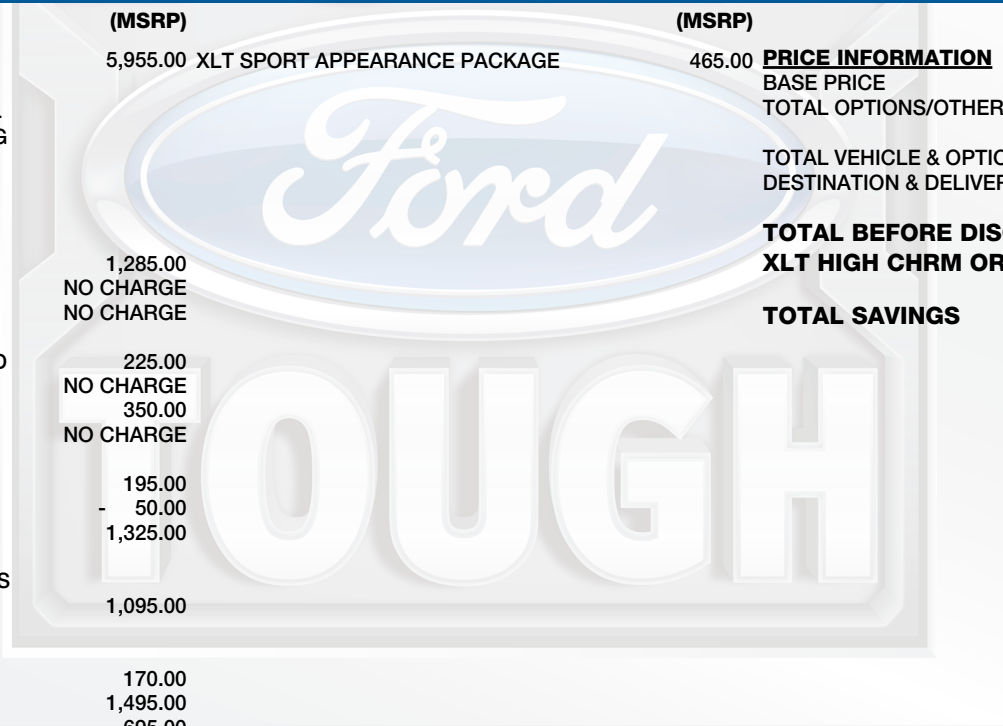 (MSRP) (MSRP)
5,955.00 XLT SPORT APPEARANCE PACKAGE 465.00 PRICE INFORMATION
BASE PRICE
TOTAL OPTIONS/OTHER
G
TOTAL VEHICLE & OPTIO
DESTINATION & DELIVER
TOTAL BEFORE DIS
1,285.00 XLT HIGH CHRM OR
NO CHARGE
NO CHARGE
TOTAL SAVINGS
225.00
NO CHARGE
350.00
NO CHARGE
195.00
- 50.00
1,325.00
S
1,095.00
170.00
1,495.00
695.00
Ford
TOUGH